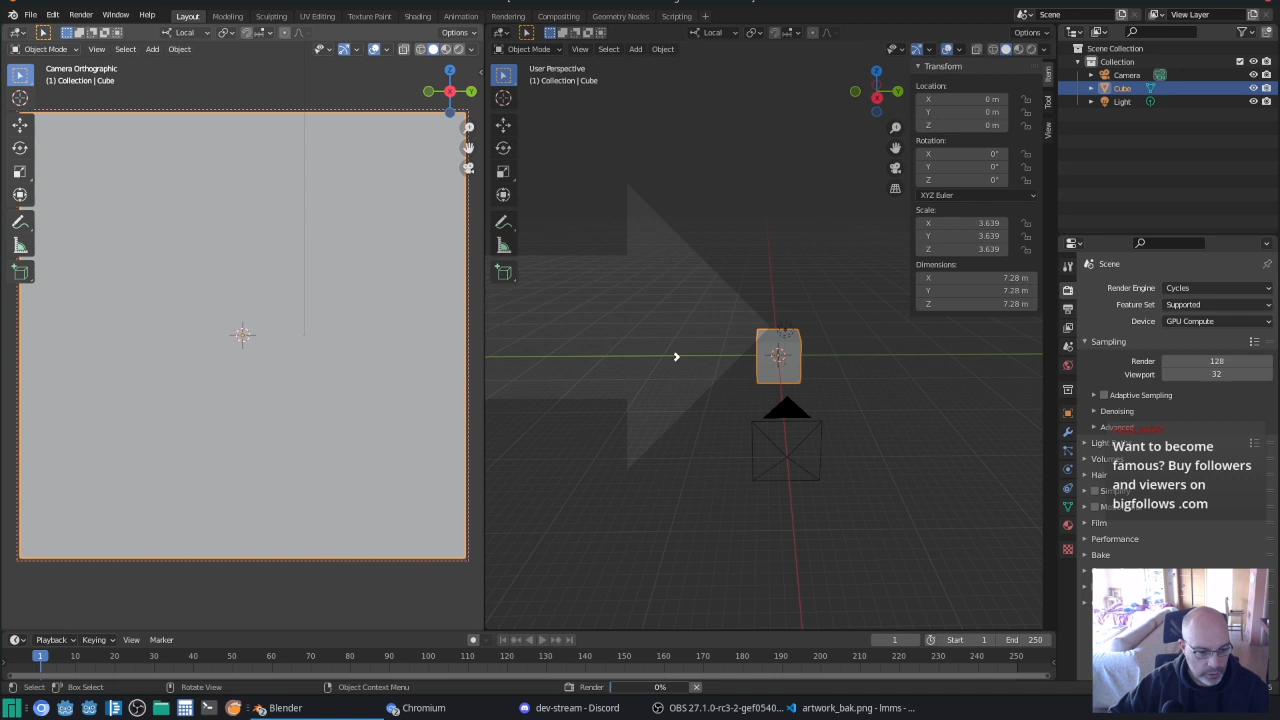 File Edit Render Window Help
Layout Modeling Sculpting UV Editing Texture Paint Shading Animation Rendering Compositing Geometry Nodes Scripting +
Scene
View Layer
Local
Options
Local
Options
Object Mode View Select Add Object
Object Mode View Select Add Object
Camera Orthographic
(1) Collection | Cube
User Perspective
(1) Collection | Cube
Z
Y
X
Z
Y
X
Transform
Location:
X 0 m
Y 0 m
Z 0 m
Rotation:
X 0°
Y 0°
Z 0°
XYZ Euler
Scale:
X 3.639
Y 3.639
Z 3.639
Dimensions:
X 7.28 m
Y 7.28 m
Z 7.28 m
Item
Tool
View
Scene Collection
Collection
Camera
Cube
Light
Scene
Render Engine Cycles
Feature Set Supported
Device GPU Compute
Sampling
Render 128
Viewport 32
Adaptive Sampling
Denoising
Want to become
famous? Buy followers
and viewers on
bigfollows .com
Hair
Film
Performance
Bake
Playback Keying View Marker
1
Start 1
End 250
1 10 20 30 40 50 60 70 80 90 100 110 120 130 140 150 160 170 180 190 200 210 220 230 240 250
Select Box Select Rotate View Object Context Menu Render 0%
Blender
Chromium
dev-stream - Discord
OBS 27.1.0-rc3-2-gef0540...
artwork_bak.png - lmms - ...